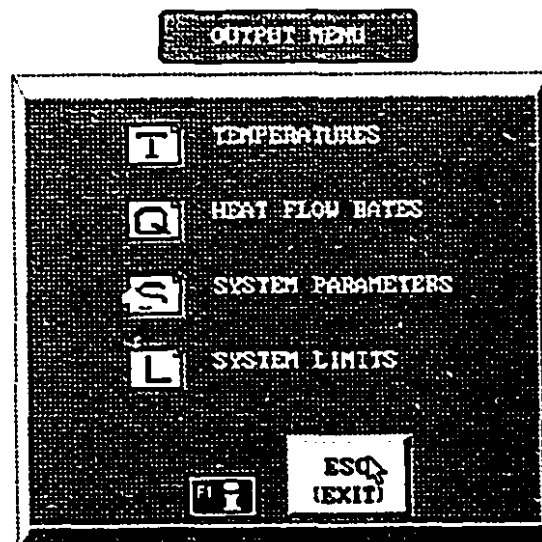 OUTPUT MENU
T TEMPERATURES
Q HEAT FLOW RATES
S SYSTEM PARAMETERS
L SYSTEM LIMITS
F1 i
ESC
(EXIT)